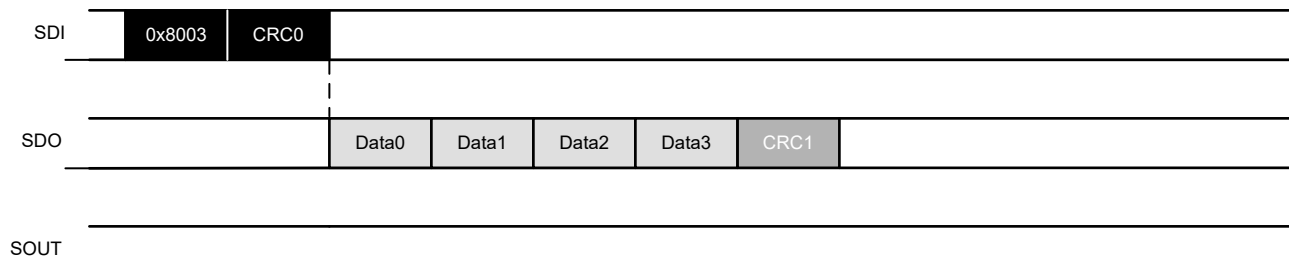 SDI 0x8003 CRC0
SDO Data0 Data1 Data2 Data3 CRC1
SOUT